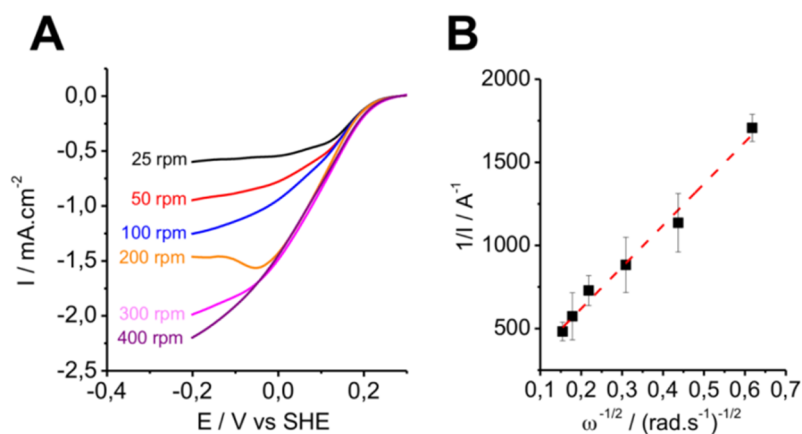 A
0,0
-0,5
-1,0
-1,5
-2,0
-2,5
I / mA.cm⁻²
25 rpm
50 rpm
100 rpm
200 rpm
300 rpm
400 rpm
-0,4
-0,2
0,0
0,2
E / V vs SHE
B
2000
1500
1000
500
1/I / A⁻¹
0,1
0,2
0,3
0,4
0,5
0,6
0,7
ω⁻¹/² / (rad.s⁻¹)⁻¹/²